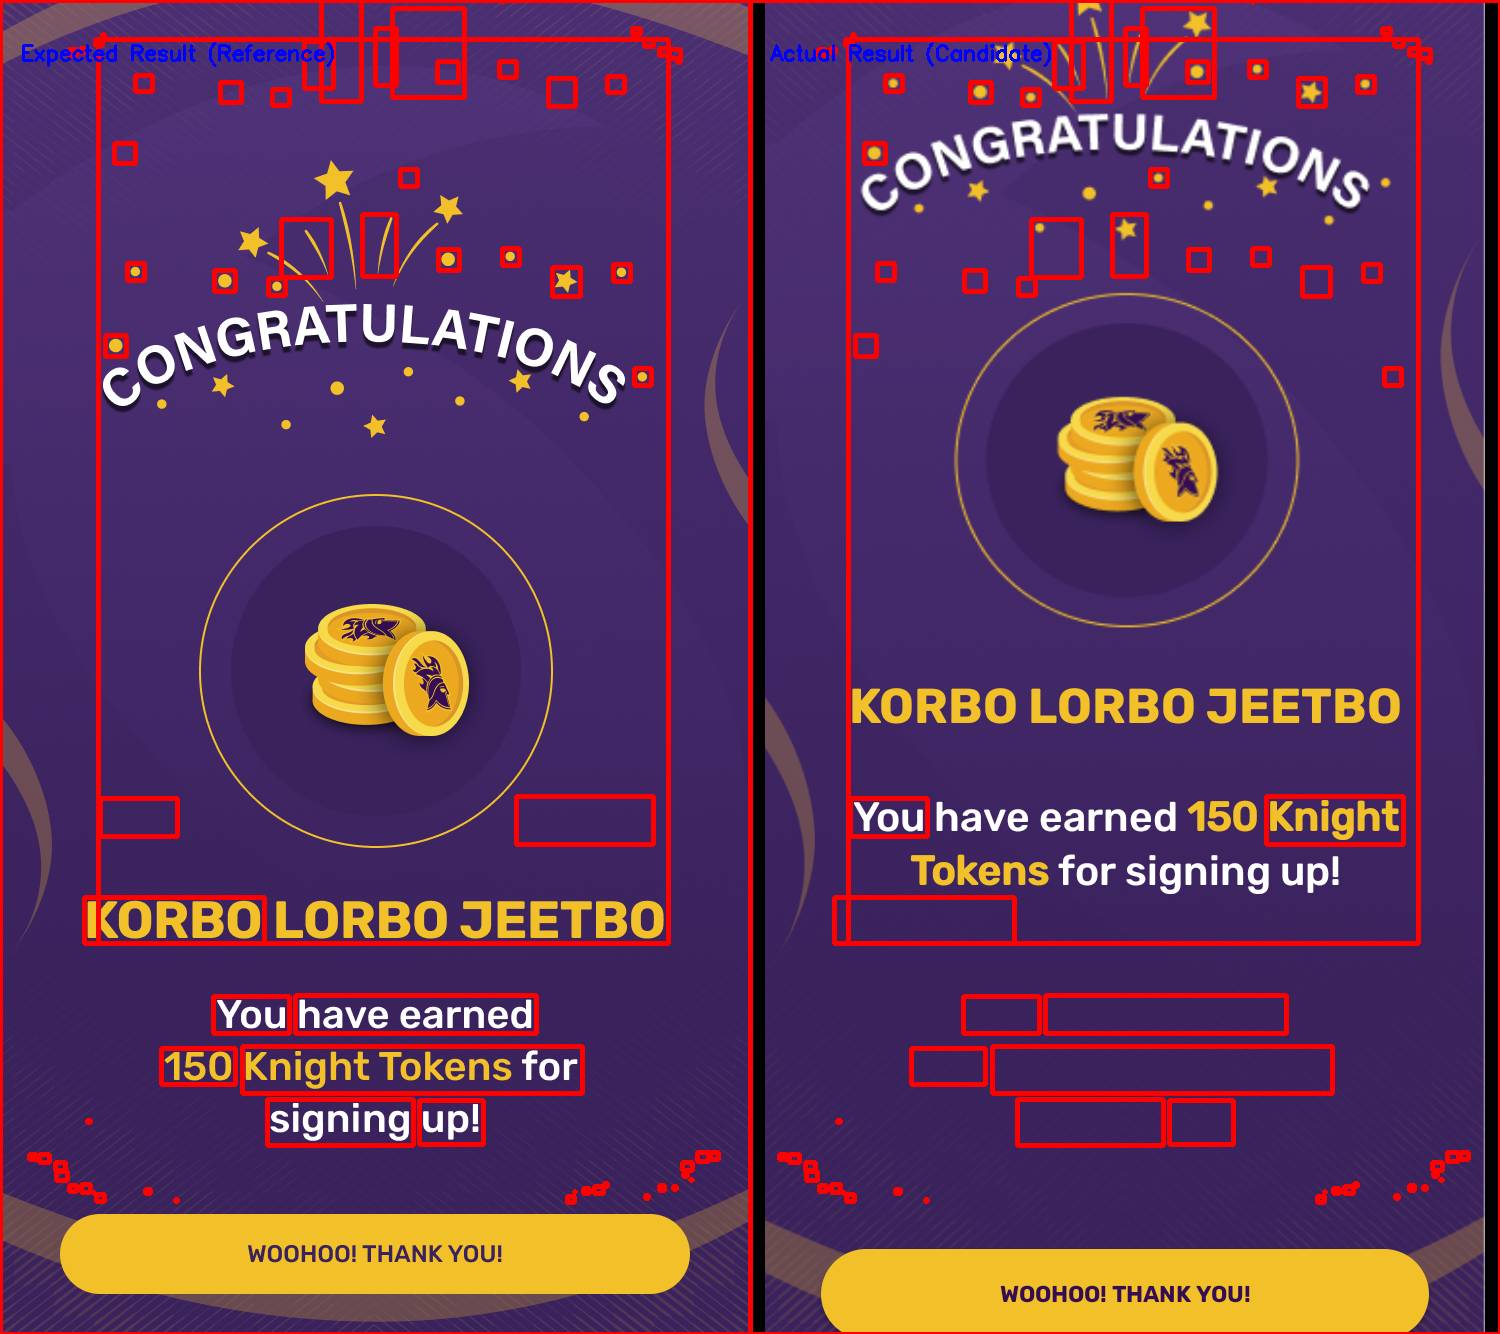 Expected Result (Reference)
CONGRATULATIONS
KORBO LORBO JEETBO
You have earned
150 Knight Tokens for
signing up!
WOOHOO! THANK YOU!
Actual Result (Candidate)
CONGRATULATIONS
KORBO LORBO JEETBO
You have earned 150 Knight
Tokens for signing up!
WOOHOO! THANK YOU!